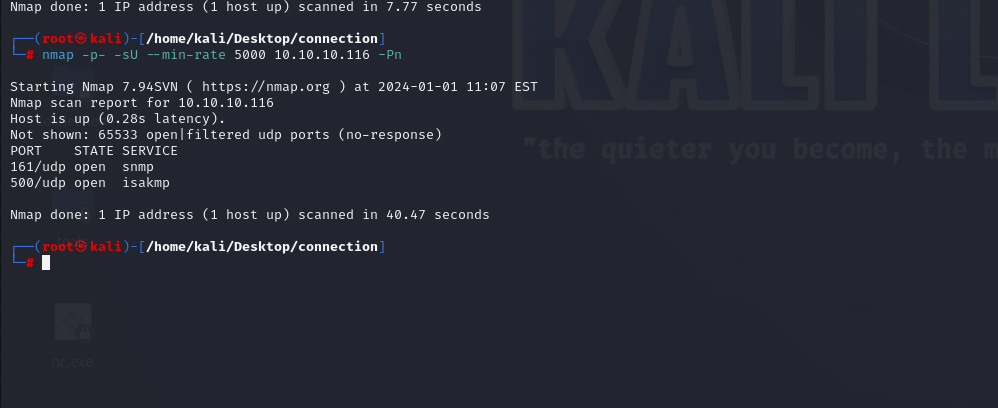 Nmap done: 1 IP address (1 host up) scanned in 7.77 seconds
┌──(root㉿kali)-[/home/kali/Desktop/connection]
└─# nmap -p- -sU --min-rate 5000 10.10.10.116 -Pn
Starting Nmap 7.94SVN ( https://nmap.org ) at 2024-01-01 11:07 EST
Nmap scan report for 10.10.10.116
Host is up (0.28s latency).
Not shown: 65533 open|filtered udp ports (no-response)
PORT    STATE SERVICE
161/udp open  snmp
500/udp open  isakmp
Nmap done: 1 IP address (1 host up) scanned in 40.47 seconds
┌──(root㉿kali)-[/home/kali/Desktop/connection]
└─#
KALI
"the quieter you become, the
nc.exe